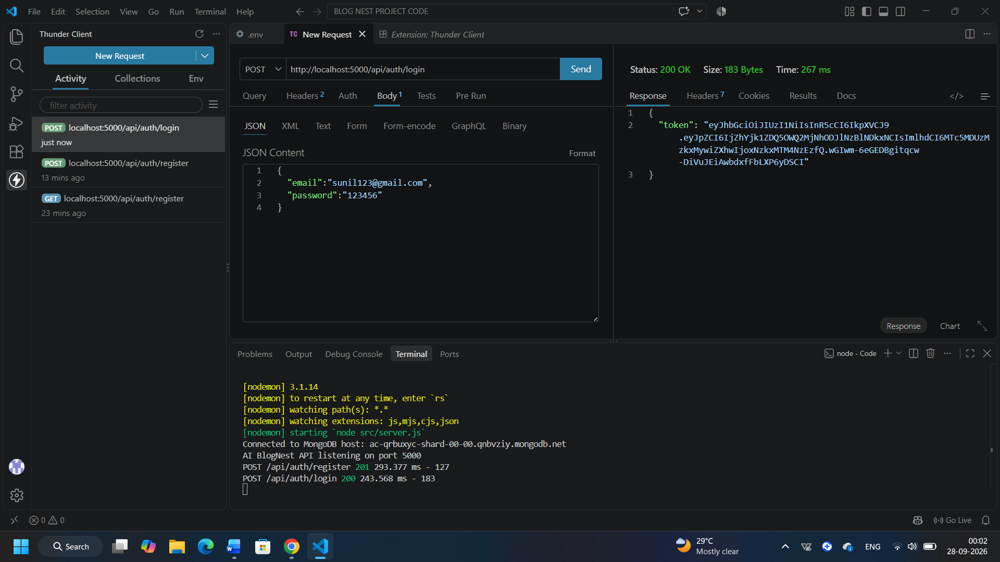 File Edit Selection View Go Run Terminal Help
BLOG NEST PROJECT CODE
Thunder Client
New Request
Activity Collections Env
filter activity
POST localhost:5000/api/auth/login
just now
POST localhost:5000/api/auth/register
13 mins ago
GET localhost:5000/api/auth/register
23 mins ago
.env
TC New Request
Extension: Thunder Client
POST http://localhost:5000/api/auth/login Send
Query Headers 2 Auth Body 1 Tests Pre Run
JSON XML Text Form Form-encode GraphQL Binary
JSON Content Format
1 {
2 "email":"sunil123@gmail.com",
3 "password":"123456"
4 }
Status: 200 OK Size: 183 Bytes Time: 267 ms
Response Headers 7 Cookies Results Docs </>
1 {
2 "token": "eyJhbGciOiJIUzI1NiIsInR5cCI6IkpXVCJ9
.eyJpZCI6IjZhYjk1ZDQ5OWQ2MjNhODJlNzBlNDkxNCIsImlhdCI6MTc5MDUzM
zkxMywiZXhwIjoxNzkxMTM4NzEzfQ.wGIwm-6eGEDBgitqcw
-DiVuJEiAwbdxfFbLXP6yDSCI"
3 }
Response Chart
Problems Output Debug Console Terminal Ports
node - Code
[nodemon] 3.1.14
[nodemon] to restart at any time, enter `rs`
[nodemon] watching path(s): *.*
[nodemon] watching extensions: js,mjs,cjs,json
[nodemon] starting `node src/server.js`
Connected to MongoDB host: ac-qrbuxyc-shard-00-00.qnbvziy.mongodb.net
AI BlogNest API listening on port 5000
POST /api/auth/register 201 293.377 ms - 127
POST /api/auth/login 200 243.568 ms - 183
0 0
Go Live
Search
29°C
Mostly clear
ENG
00:02
28-09-2026